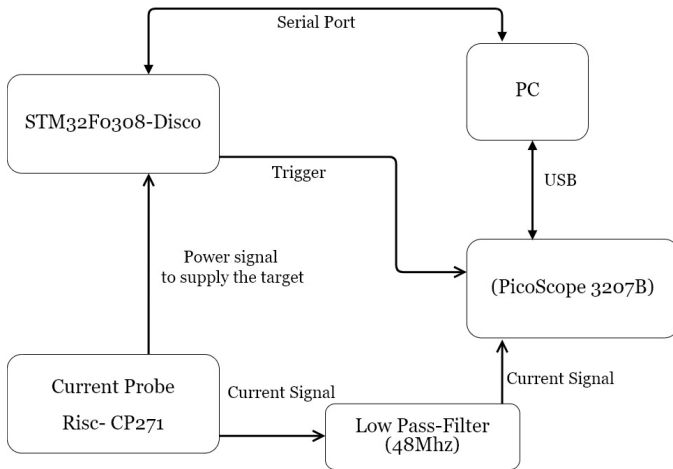 Serial Port
PC
STM32F0308-Disco
Trigger
USB
Power signal
to supply the target
(PicoScope 3207B)
Current Probe
Risc- CP271
Current Signal
Current Signal
Low Pass-Filter
(48Mhz)